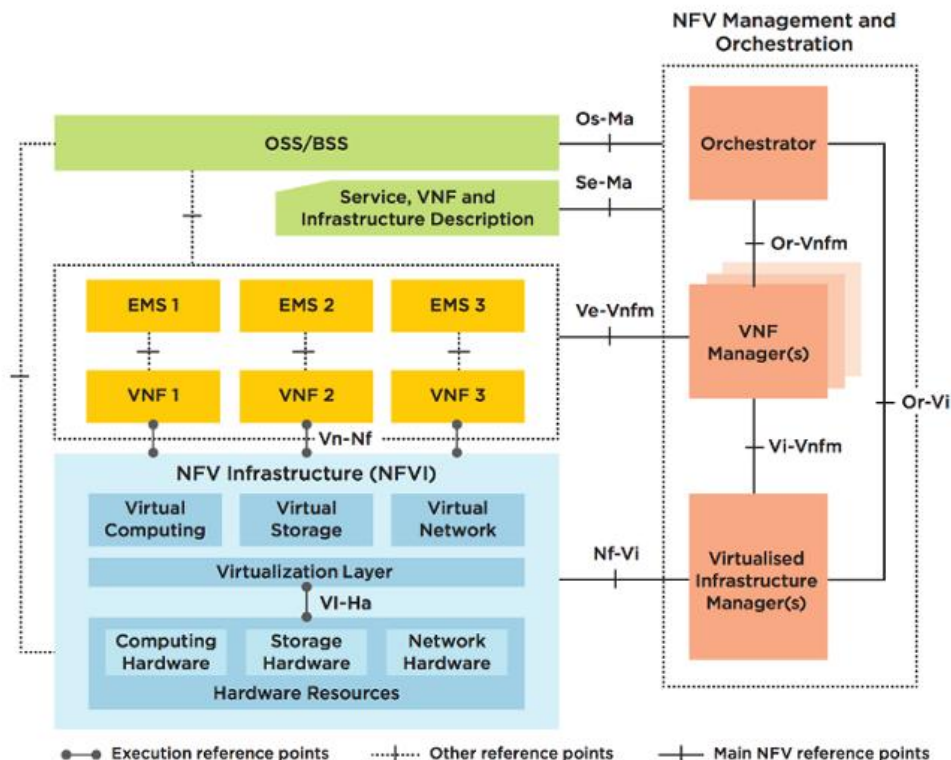 NFV Management and
Orchestration
Os-Ma
OSS/BSS
Orchestrator
Se-Ma
Service, VNF and
Infrastructure Description
Or-Vnfm
EMS 1
EMS 2
EMS 3
Ve-Vnfm
VNF
Manager(s)
VNF 1
VNF 2
VNF 3
Or-Vi
Vn-Nf
Vi-Vnfm
NFV Infrastructure (NFVI)
Virtual
Computing
Virtual
Storage
Virtual
Network
Nf-Vi
Virtualised
Infrastructure
Manager(s)
Virtualization Layer
VI-Ha
Computing
Hardware
Storage
Hardware
Network
Hardware
Hardware Resources
Execution reference points
Other reference points
Main NFV reference points